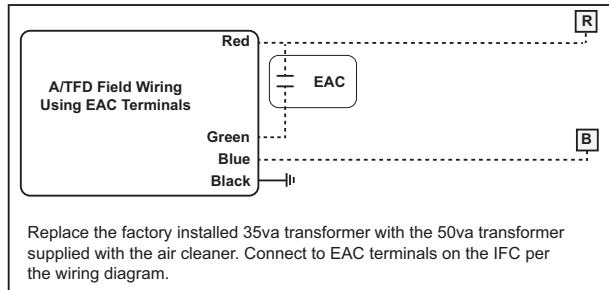 R
Red
A/TFD Field Wiring
Using EAC Terminals
EAC
Green
Blue
B
Black
Replace the factory installed 35va transformer with the 50va transformer
supplied with the air cleaner. Connect to EAC terminals on the IFC per
the wiring diagram.